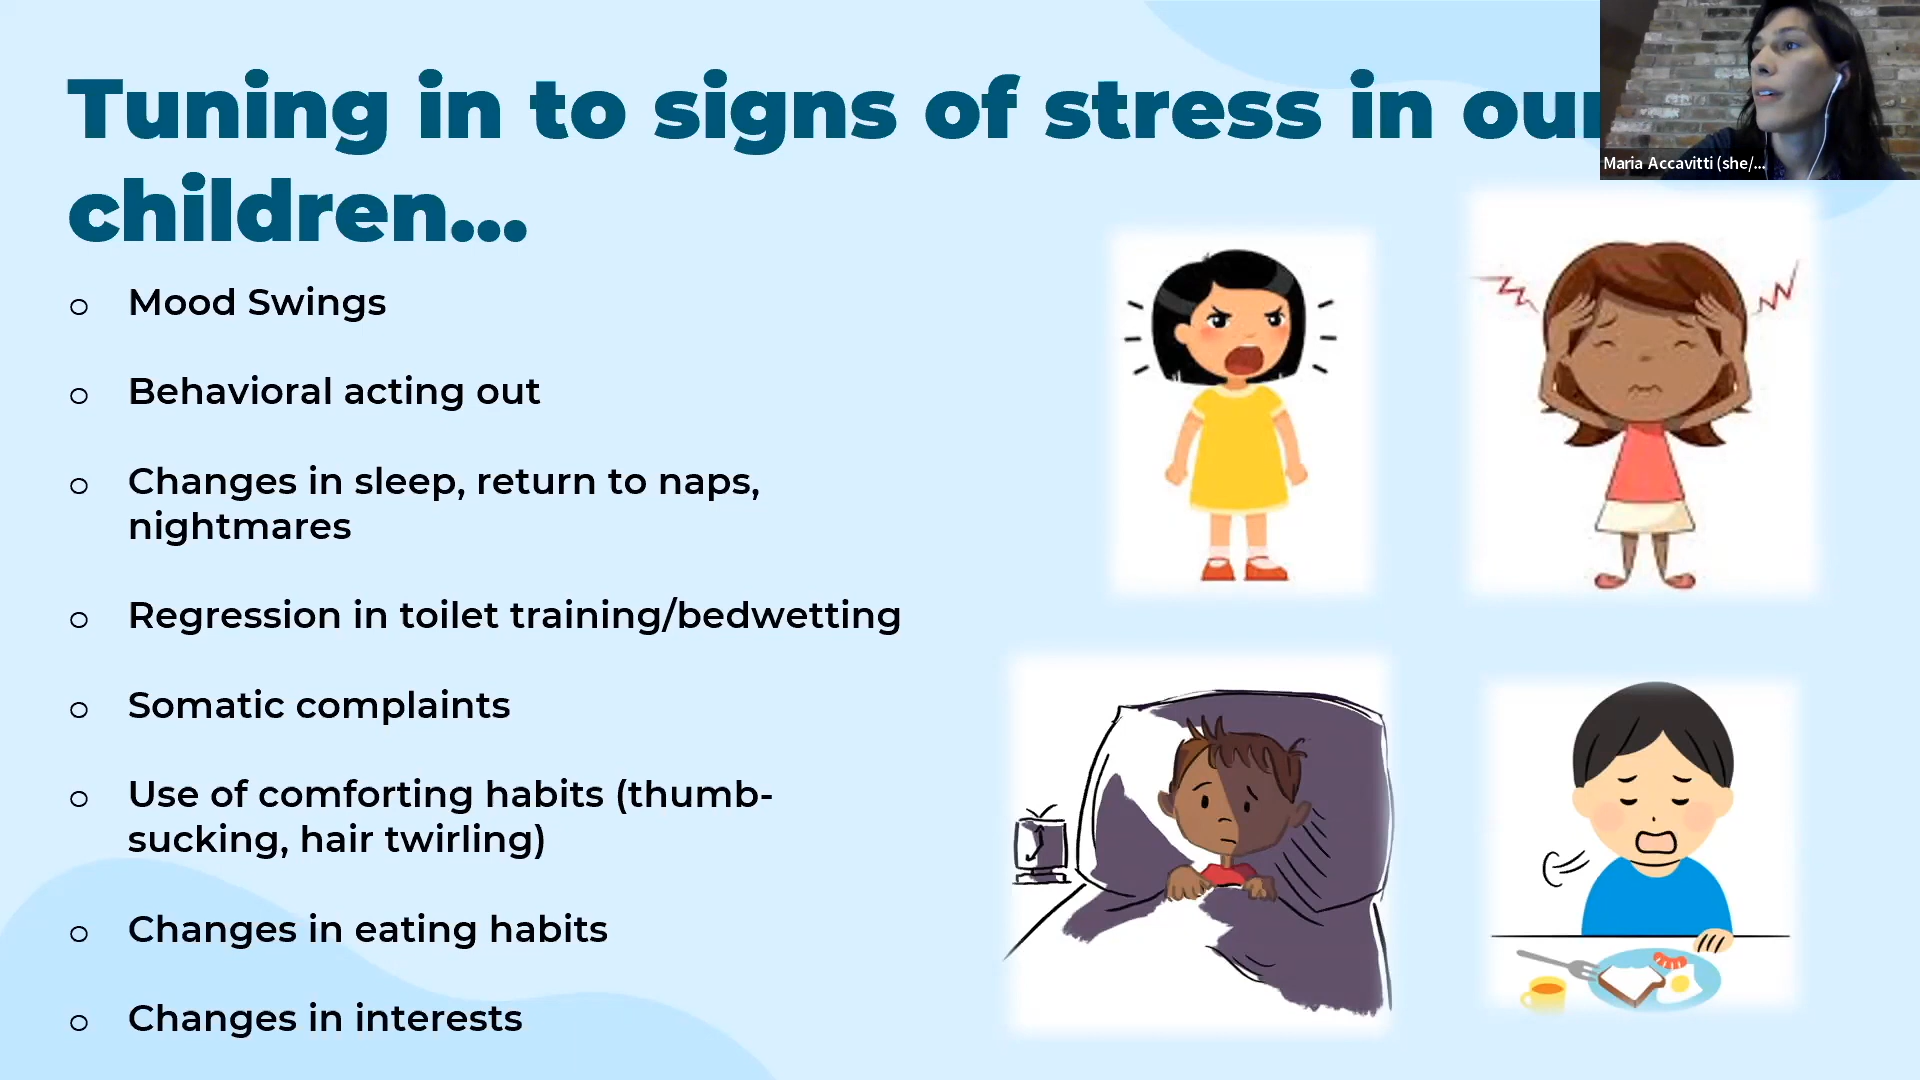 Tuning in to signs of stress in our
children...
Maria Accavitti (she/...
o Mood Swings
o Behavioral acting out
o Changes in sleep, return to naps,
nightmares
o Regression in toilet training/bedwetting
o Somatic complaints
o Use of comforting habits (thumb-
sucking, hair twirling)
o Changes in eating habits
o Changes in interests